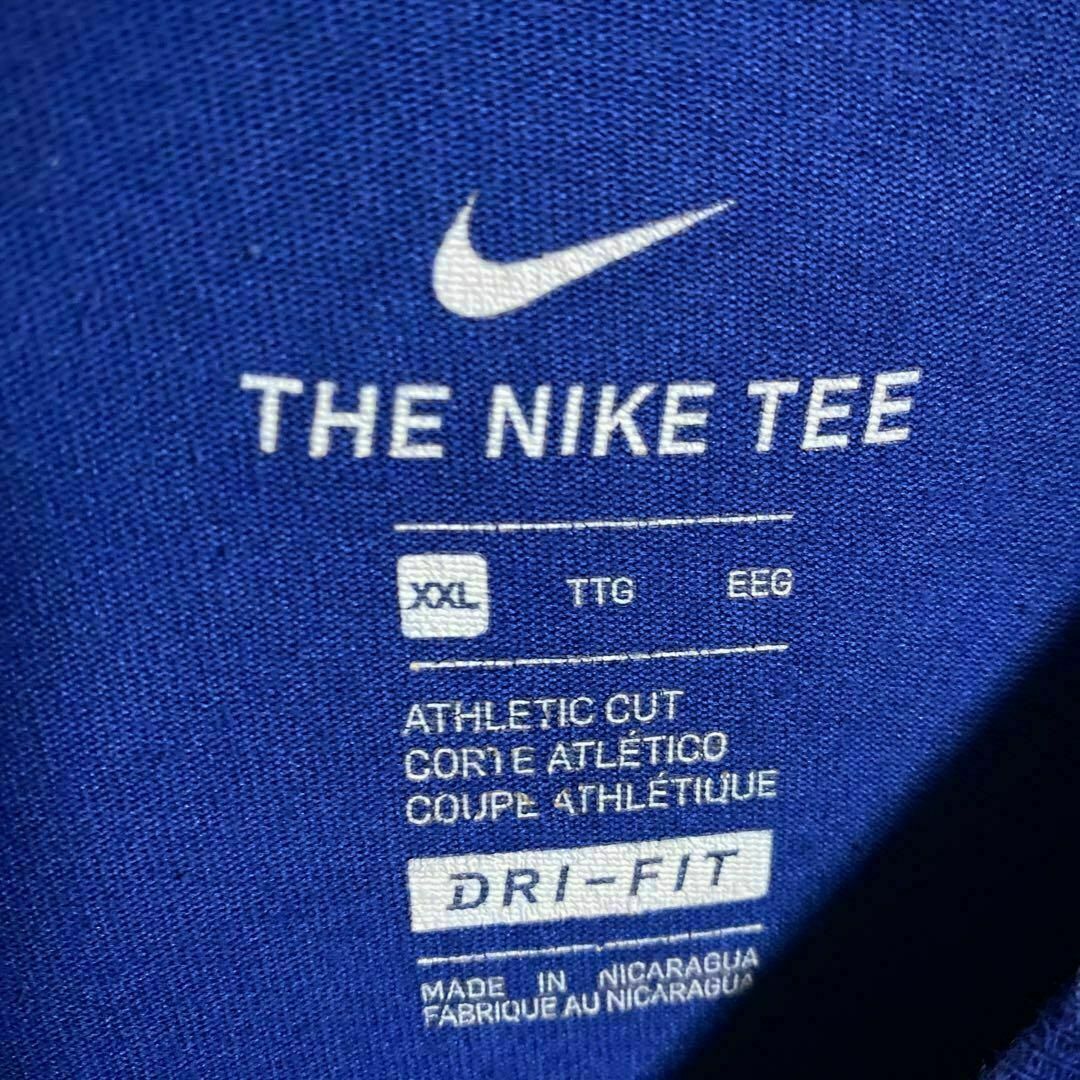 THE NIKE TEE
XXL TTG EEG
ATHLETIC CUT
CORTE ATLÉTICO
COUPE ATHLÉTIQUE
DRI-FIT
MADE IN NICARAGUA
FABRIQUE AU NICARAGUA